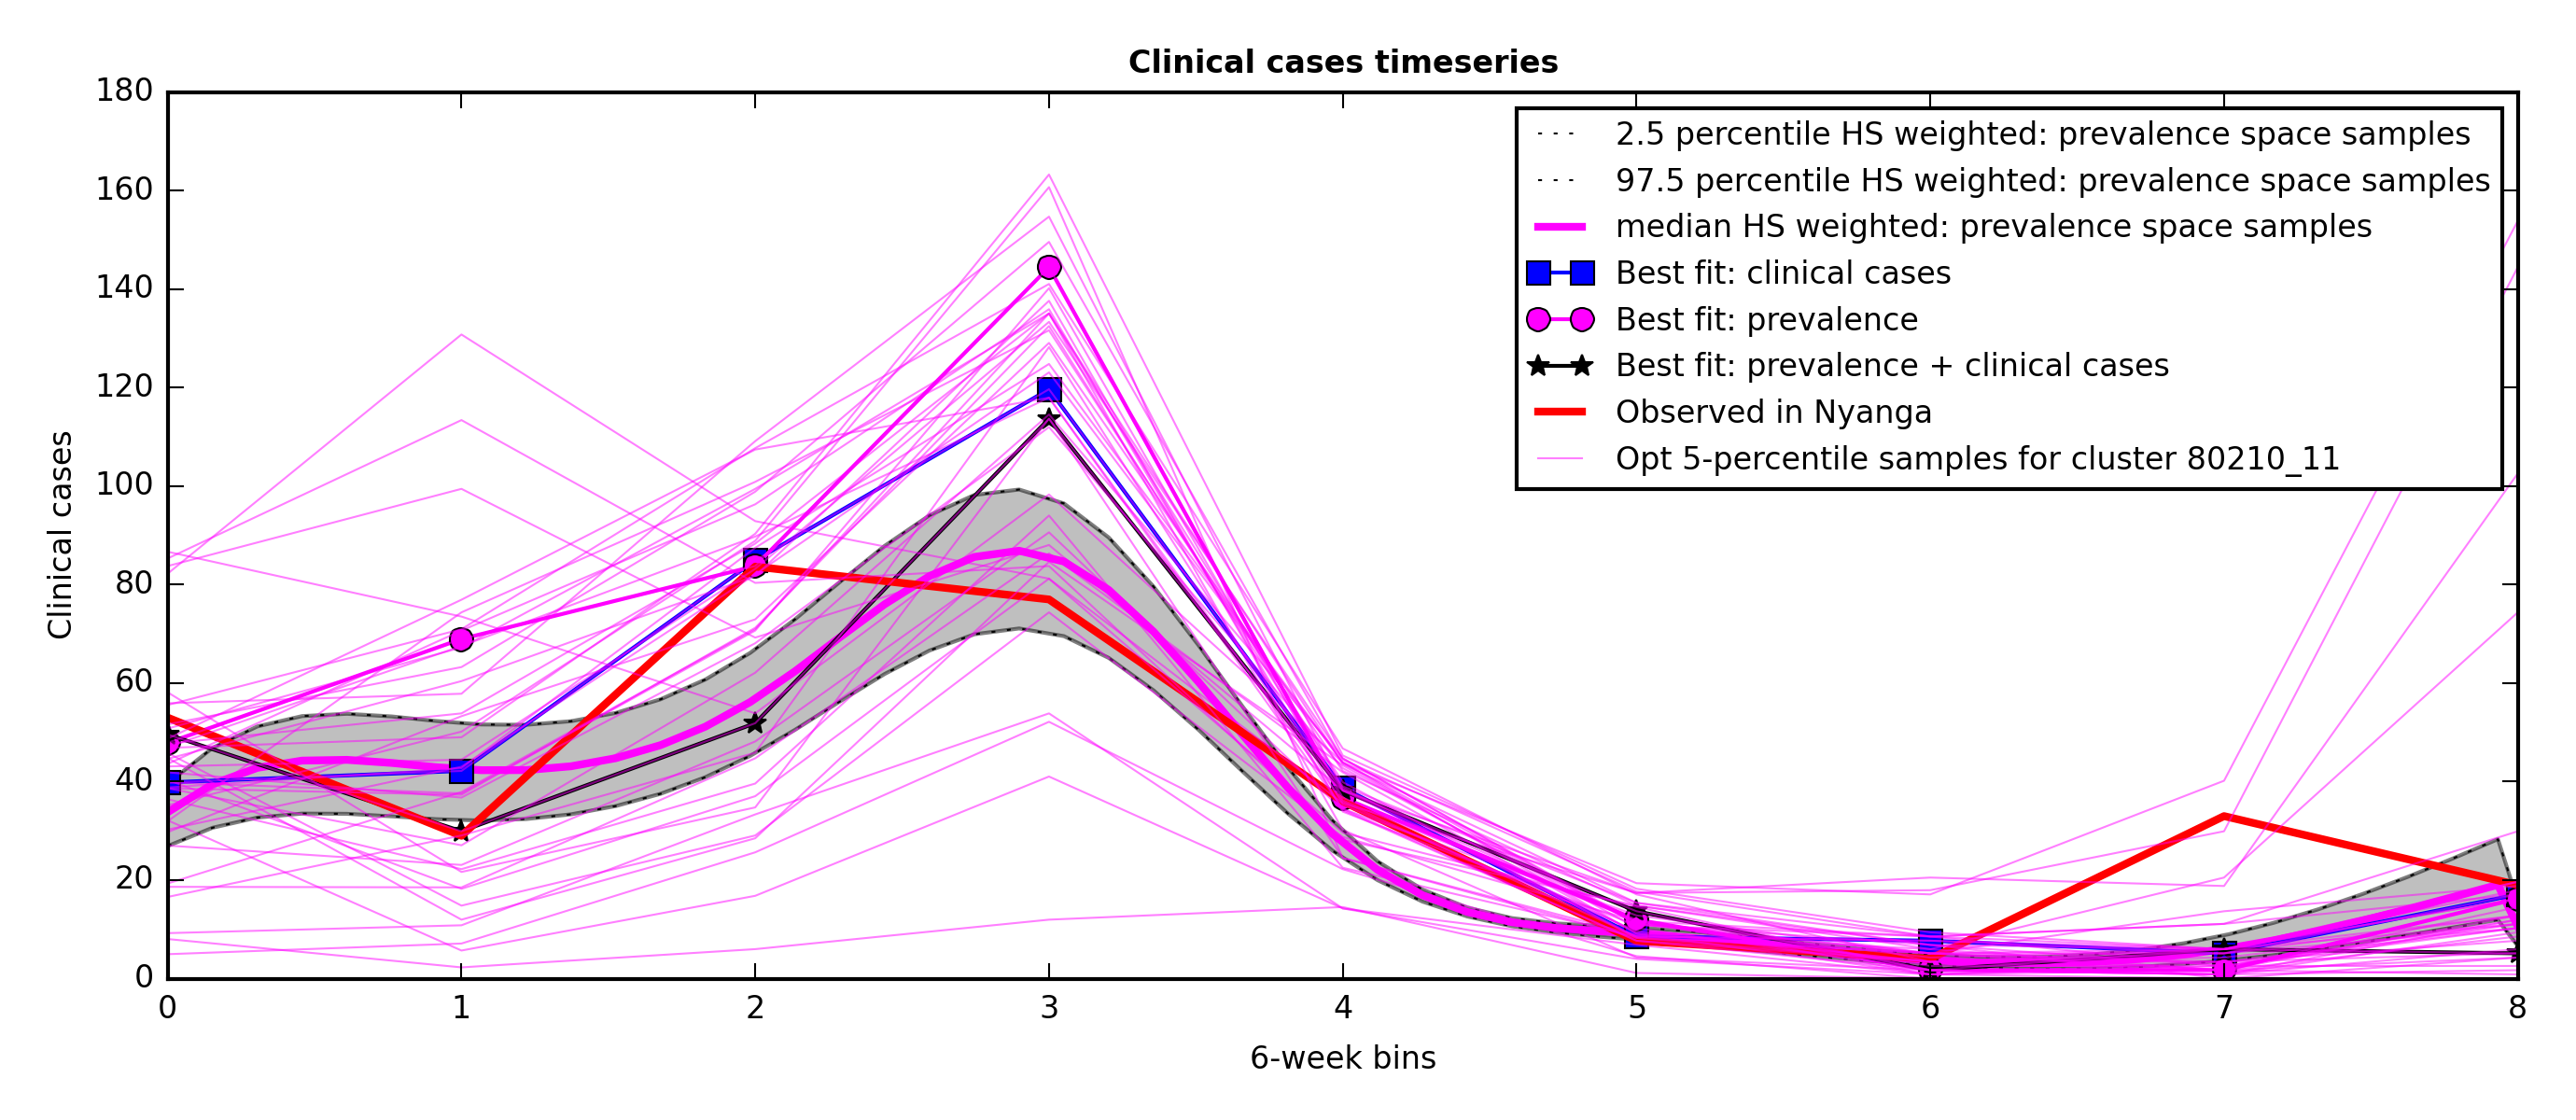 Clinical cases timeseries
180
160
140
120
100
80
60
40
20
0
Clinical cases
2.5 percentile HS weighted: prevalence space samples
97.5 percentile HS weighted: prevalence space samples
median HS weighted: prevalence space samples
Best fit: clinical cases
Best fit: prevalence
Best fit: prevalence + clinical cases
Observed in Nyanga
Opt 5-percentile samples for cluster 80210_11
0 1 2 3 4 5 6 7 8
6-week bins